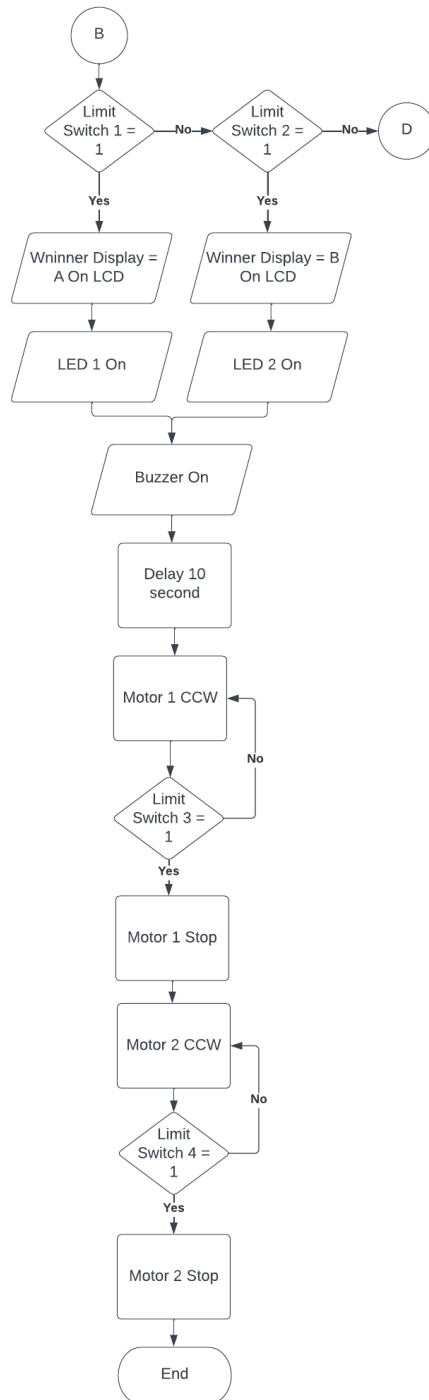 B
Limit
Switch 1 =
1
No
Limit
Switch 2 =
1
No
D
Yes
Yes
Wninner Display =
A On LCD
Winner Display = B
On LCD
LED 1 On
LED 2 On
Buzzer On
Delay 10
second
Motor 1 CCW
No
Limit
Switch 3 =
1
Yes
Motor 1 Stop
Motor 2 CCW
No
Limit
Switch 4 =
1
Yes
Motor 2 Stop
End